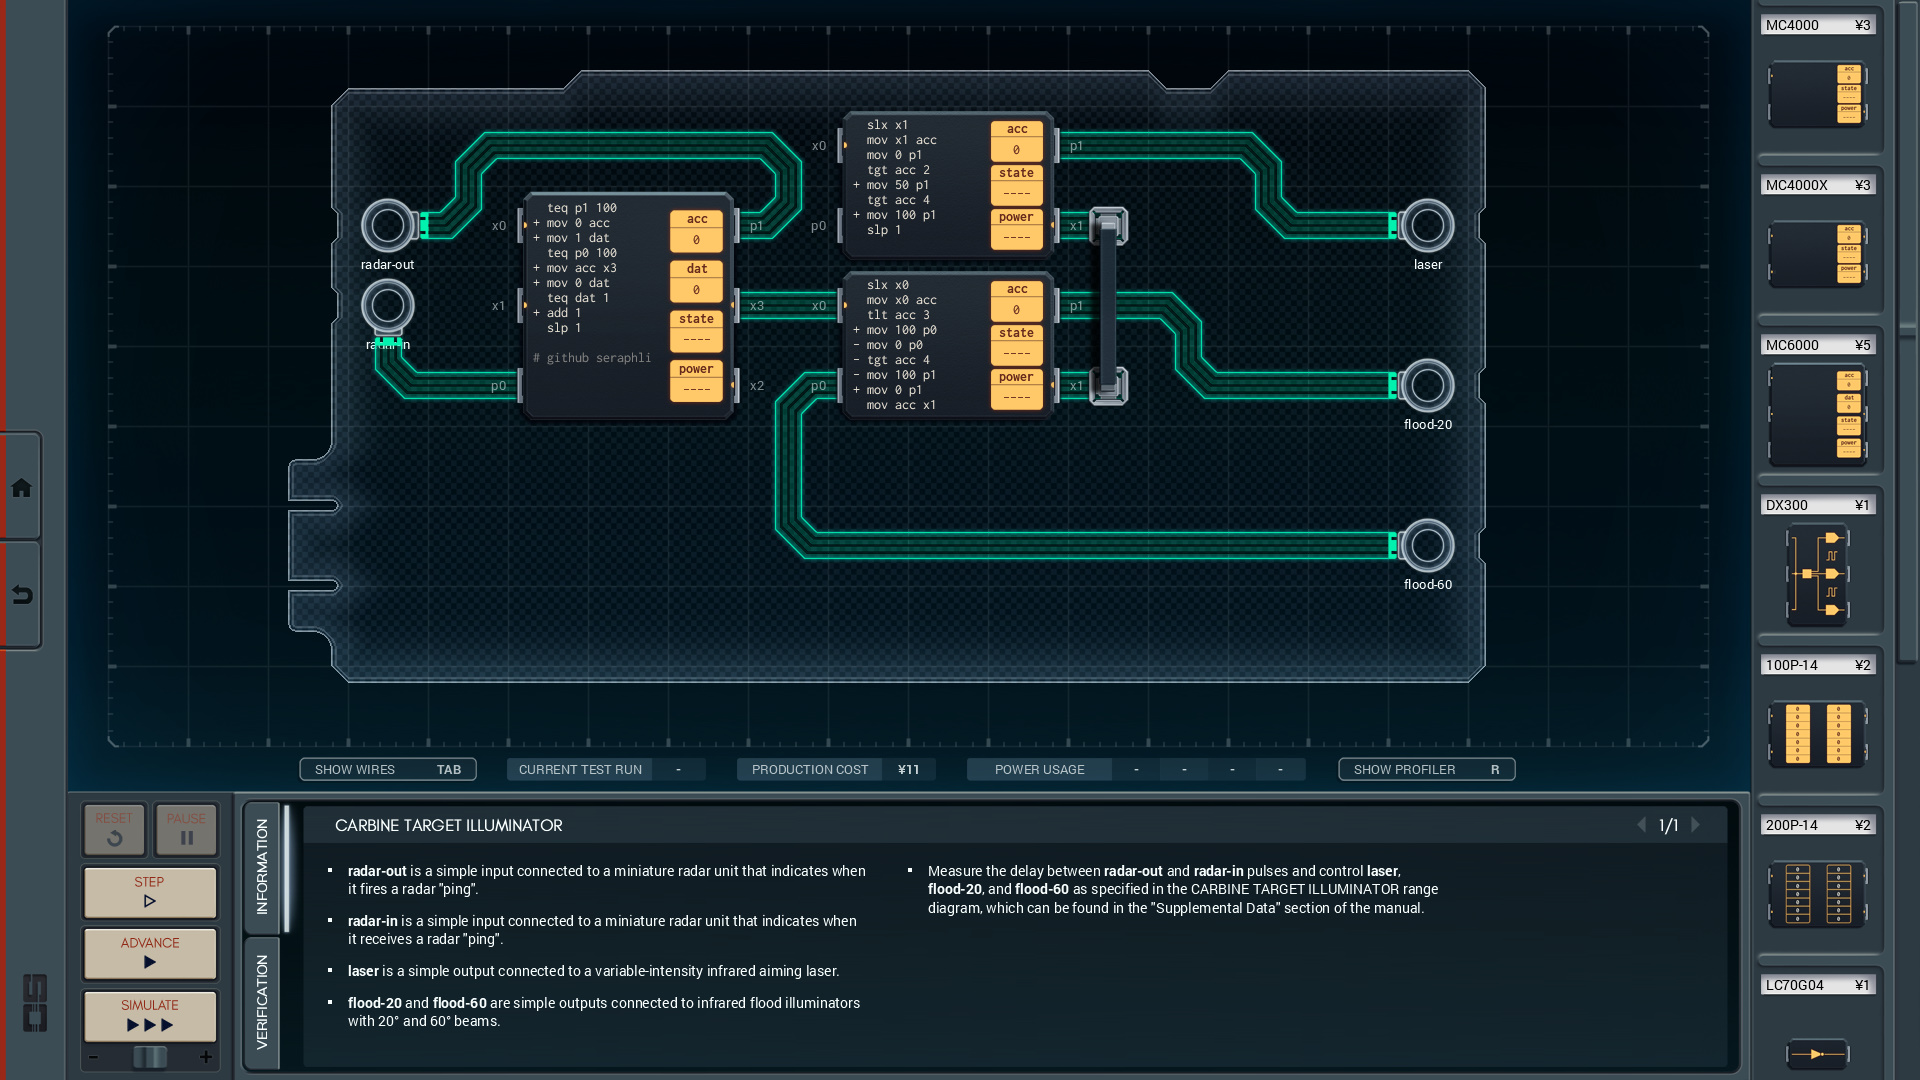 MC4000 ¥3
acc
0
state
----
power
----
MC4000X ¥3
acc
0
state
----
power
----
MC6000 ¥5
acc
0
dat
0
state
----
power
----
DX300 ¥1
100P-14 ¥2
200P-14 ¥2
LC70G04 ¥1
radar-out
x0
x1
p0
teq p1 100
+ mov 0 acc
+ mov 1 dat
teq p0 100
+ mov acc x3
+ mov 0 dat
teq dat 1
+ add 1
slp 1
# github seraphli
acc
0
dat
0
state
----
power
----
p1
x3
x2
x0
p0
slx x1
mov x1 acc
mov 0 p1
tgt acc 2
+ mov 50 p1
tgt acc 4
+ mov 100 p1
slp 1
acc
0
state
----
power
----
p1
x1
x0
p0
slx x0
mov x0 acc
tlt acc 3
+ mov 100 p0
- mov 0 p0
- tgt acc 4
- mov 100 p1
+ mov 0 p1
mov acc x1
acc
0
state
----
power
----
p1
x1
laser
flood-20
flood-60
SHOW WIRES TAB
CURRENT TEST RUN -
PRODUCTION COST ¥11
POWER USAGE - - - -
SHOW PROFILER R
RESET
PAUSE
STEP
ADVANCE
SIMULATE
- +
INFORMATION
VERIFICATION
CARBINE TARGET ILLUMINATOR 1/1
radar-out is a simple input connected to a miniature radar unit that indicates when
it fires a radar "ping".
radar-in is a simple input connected to a miniature radar unit that indicates when
it receives a radar "ping".
laser is a simple output connected to a variable-intensity infrared aiming laser.
flood-20 and flood-60 are simple outputs connected to infrared flood illuminators
with 20° and 60° beams.
Measure the delay between radar-out and radar-in pulses and control laser,
flood-20, and flood-60 as specified in the CARBINE TARGET ILLUMINATOR range
diagram, which can be found in the "Supplemental Data" section of the manual.